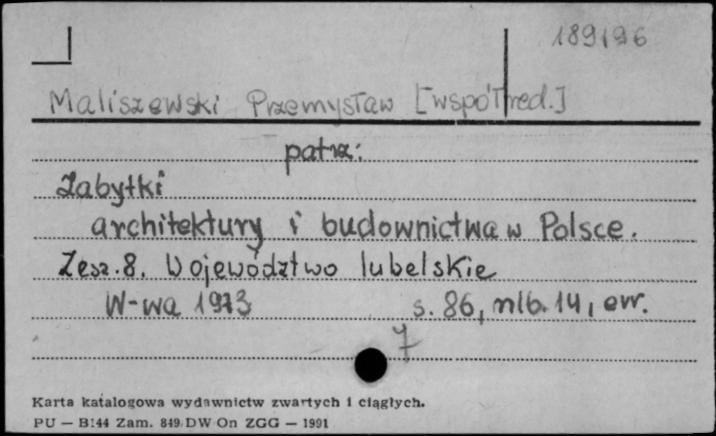 189196
Maliszewski Przemysław [współred.]
patrz:
Zabytki
architektury i budownictwa w Polsce.
Zesz. 8. Województwo lubelskie
W-wa 1973 s. 86, nlb. 14, err.
7
Karta katalogowa wydawnictw zwartych i ciągłych.
PU — B144 Zam. 849 DW On ZGG — 1991